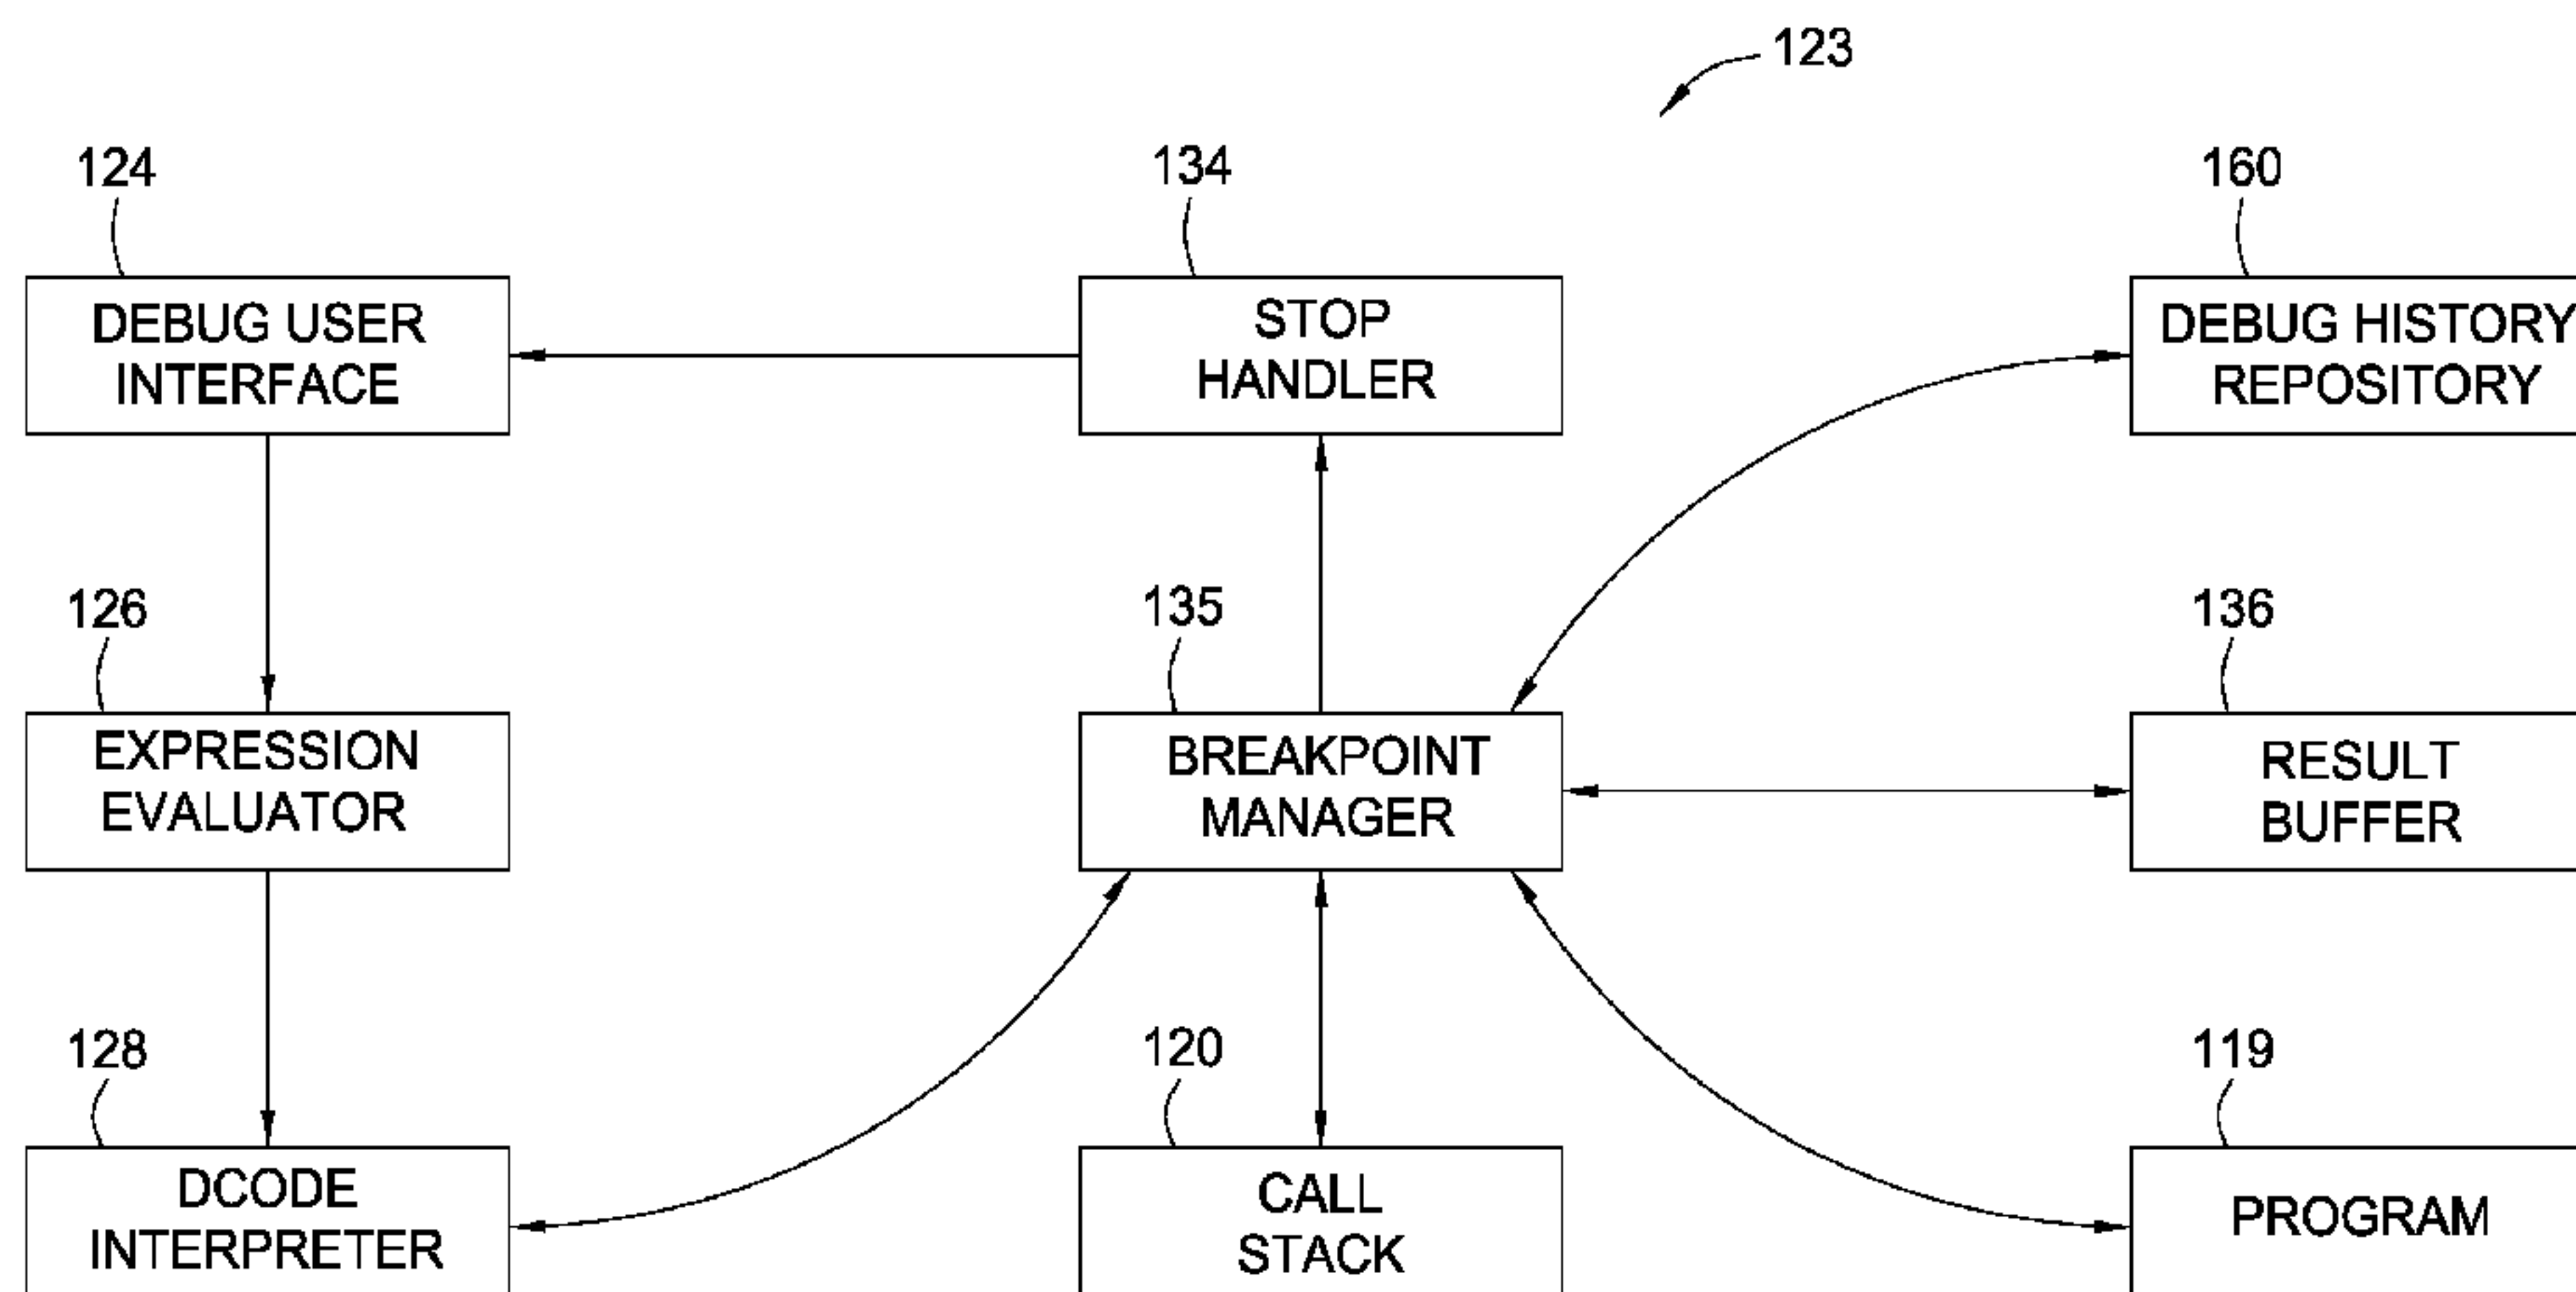 123
124
134
160
DEBUG USER
INTERFACE
STOP
HANDLER
DEBUG HISTORY
REPOSITORY
126
135
136
EXPRESSION
EVALUATOR
BREAKPOINT
MANAGER
RESULT
BUFFER
128
120
119
DCODE
INTERPRETER
CALL
STACK
PROGRAM